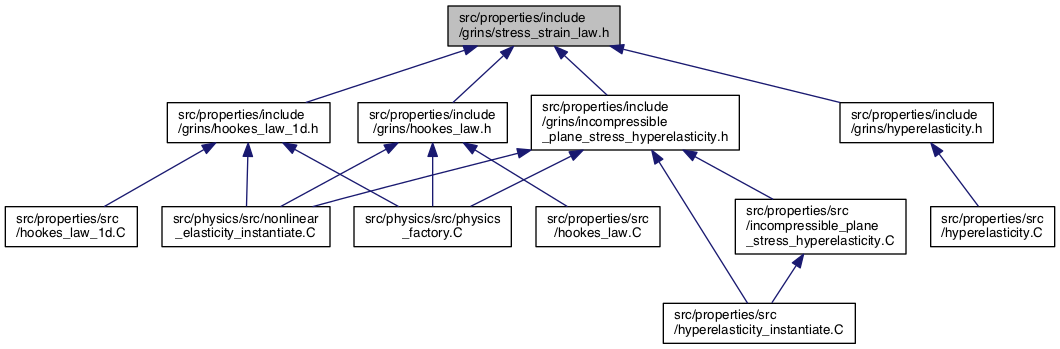 src/properties/include
/grins/stress_strain_law.h
src/properties/include
/grins/hookes_law_1d.h
src/properties/include
/grins/hookes_law.h
src/properties/include
/grins/incompressible
_plane_stress_hyperelasticity.h
src/properties/include
/grins/hyperelasticity.h
src/properties/src
/hookes_law_1d.C
src/physics/src/nonlinear
_elasticity_instantiate.C
src/physics/src/physics
_factory.C
src/properties/src
/hookes_law.C
src/properties/src
/incompressible_plane
_stress_hyperelasticity.C
src/properties/src
/hyperelasticity.C
src/properties/src
/hyperelasticity_instantiate.C